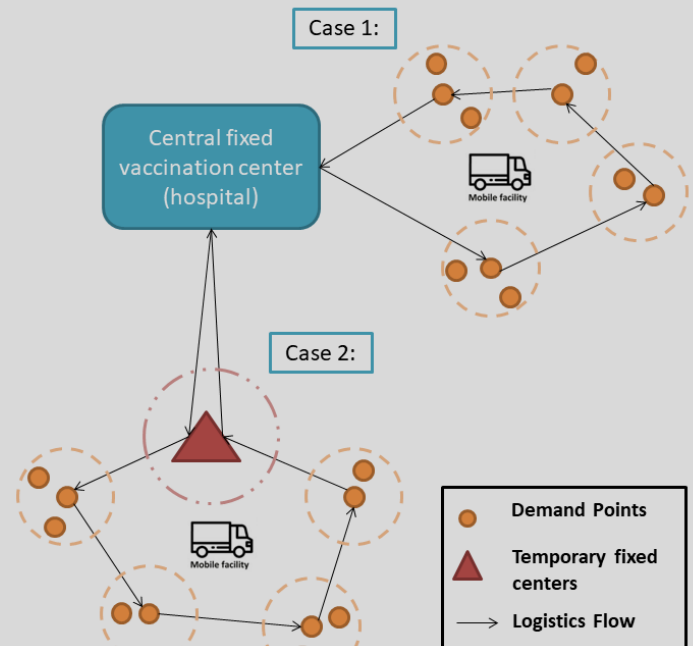 Case 1:
Central fixed
vaccination center
(hospital)
Mobile facility
Case 2:
Mobile facility
Demand Points
Temporary fixed
centers
Logistics Flow